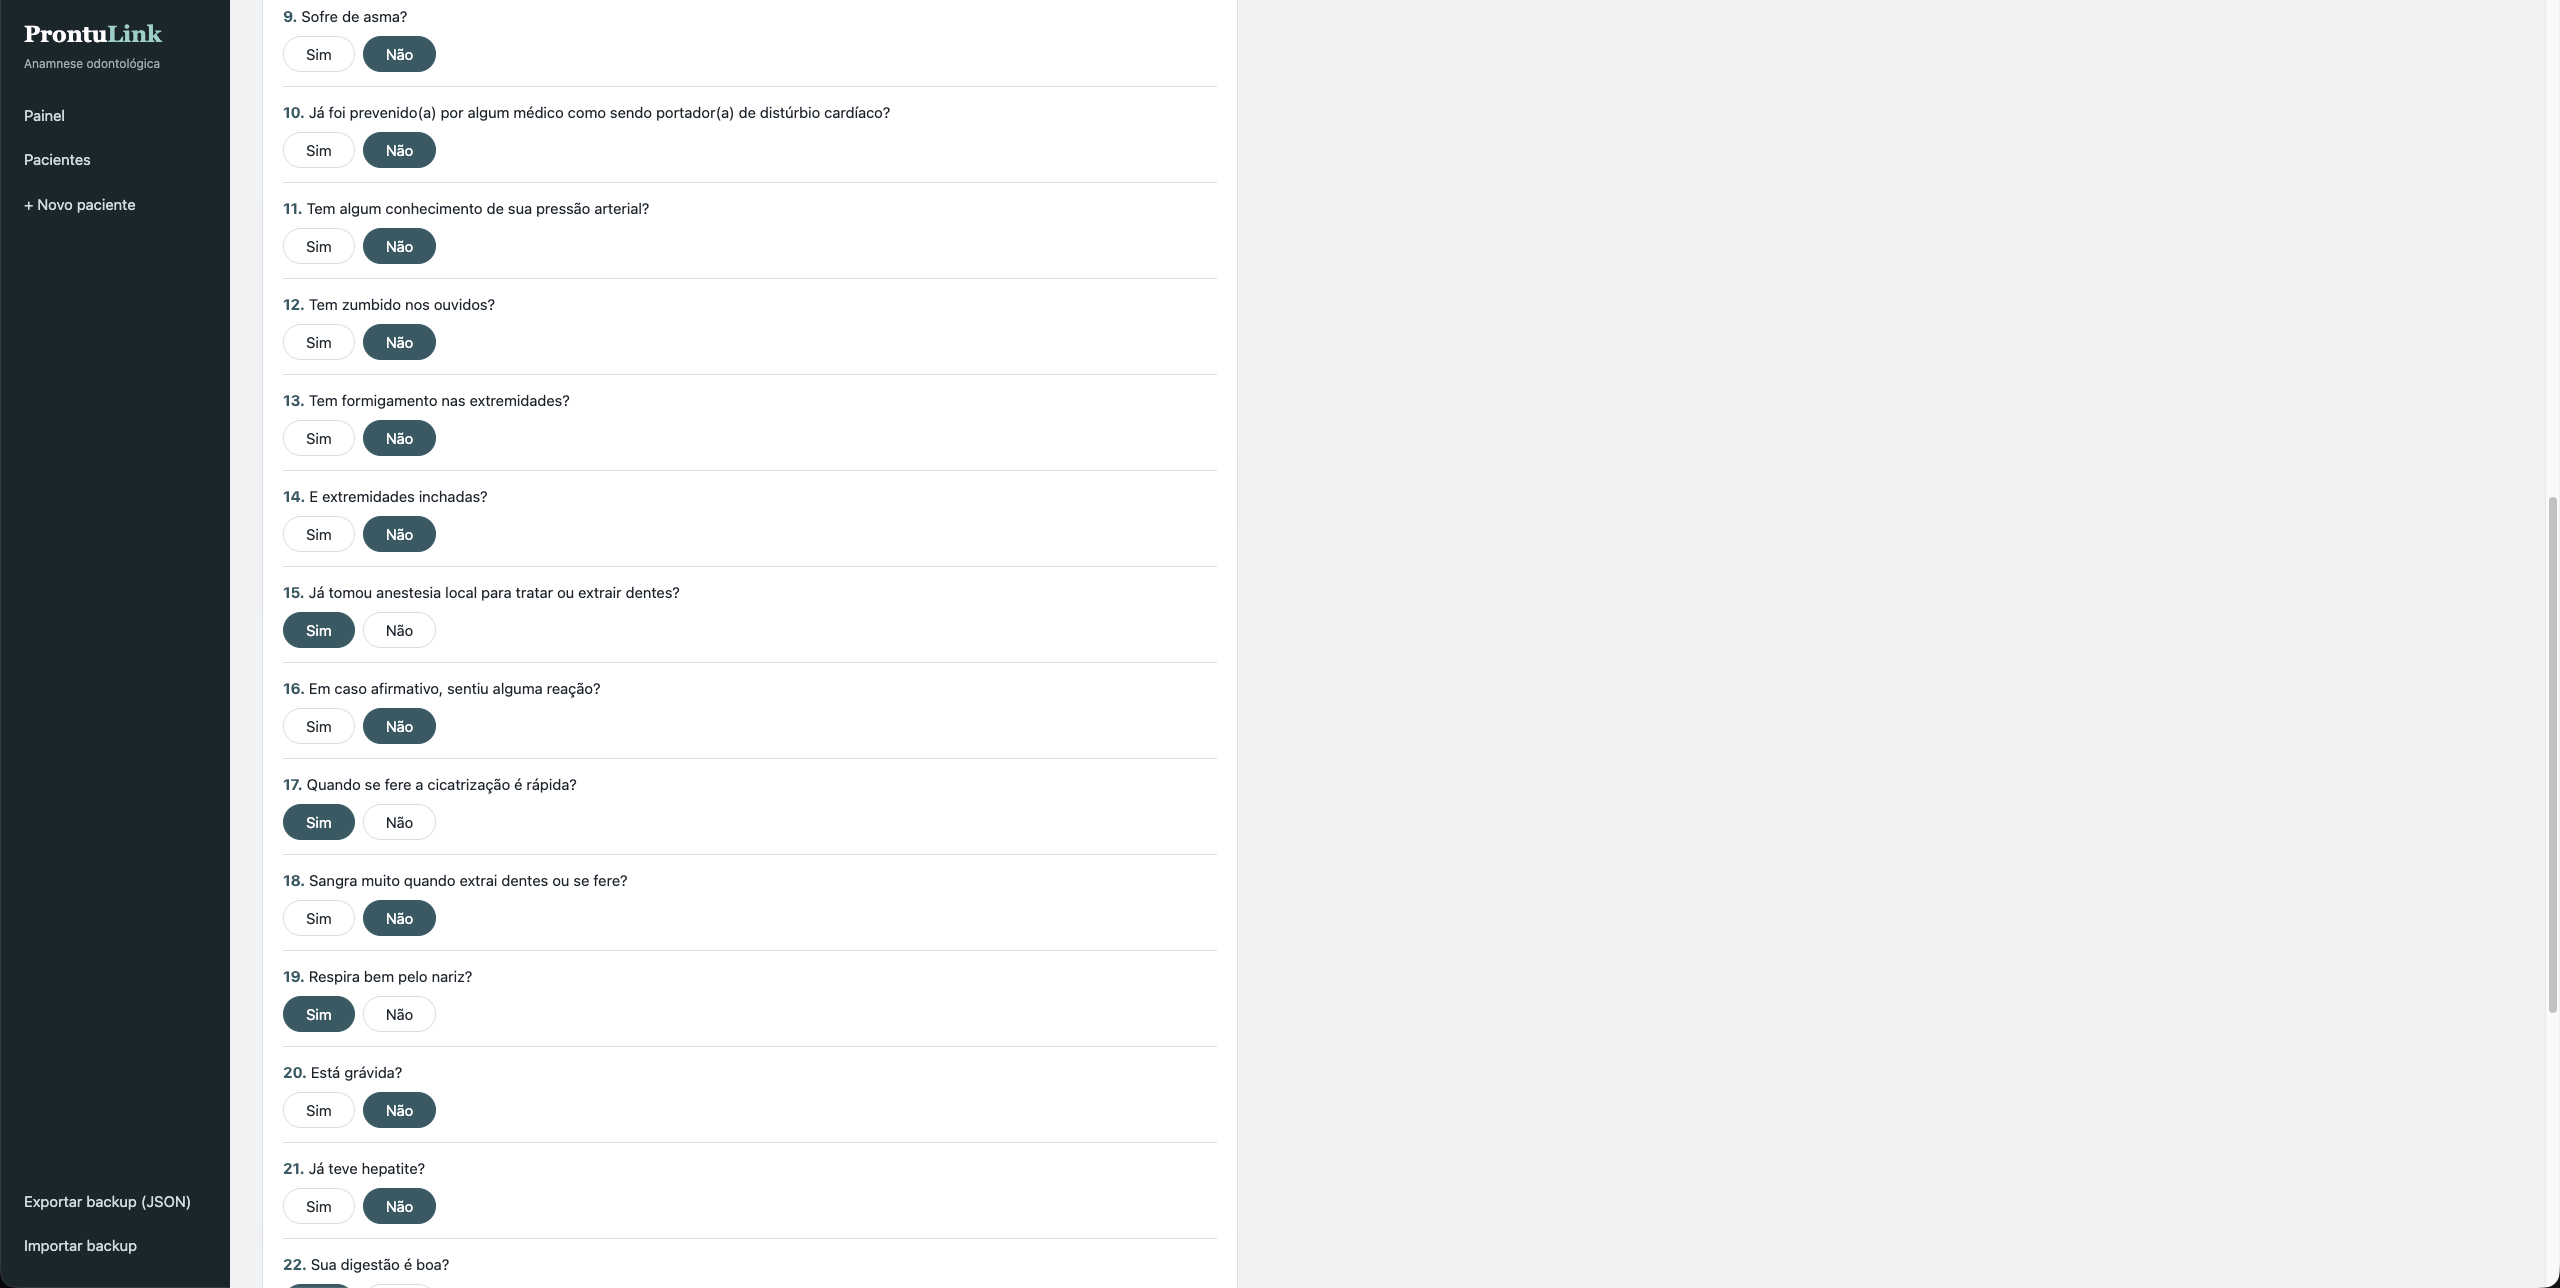 ProntuLink
Anamnese odontológica
Painel
Pacientes
+ Novo paciente
Exportar backup (JSON)
Importar backup
9. Sofre de asma?
Sim Não
10. Já foi prevenido(a) por algum médico como sendo portador(a) de distúrbio cardíaco?
Sim Não
11. Tem algum conhecimento de sua pressão arterial?
Sim Não
12. Tem zumbido nos ouvidos?
Sim Não
13. Tem formigamento nas extremidades?
Sim Não
14. E extremidades inchadas?
Sim Não
15. Já tomou anestesia local para tratar ou extrair dentes?
Sim Não
16. Em caso afirmativo, sentiu alguma reação?
Sim Não
17. Quando se fere a cicatrização é rápida?
Sim Não
18. Sangra muito quando extrai dentes ou se fere?
Sim Não
19. Respira bem pelo nariz?
Sim Não
20. Está grávida?
Sim Não
21. Já teve hepatite?
Sim Não
22. Sua digestão é boa?